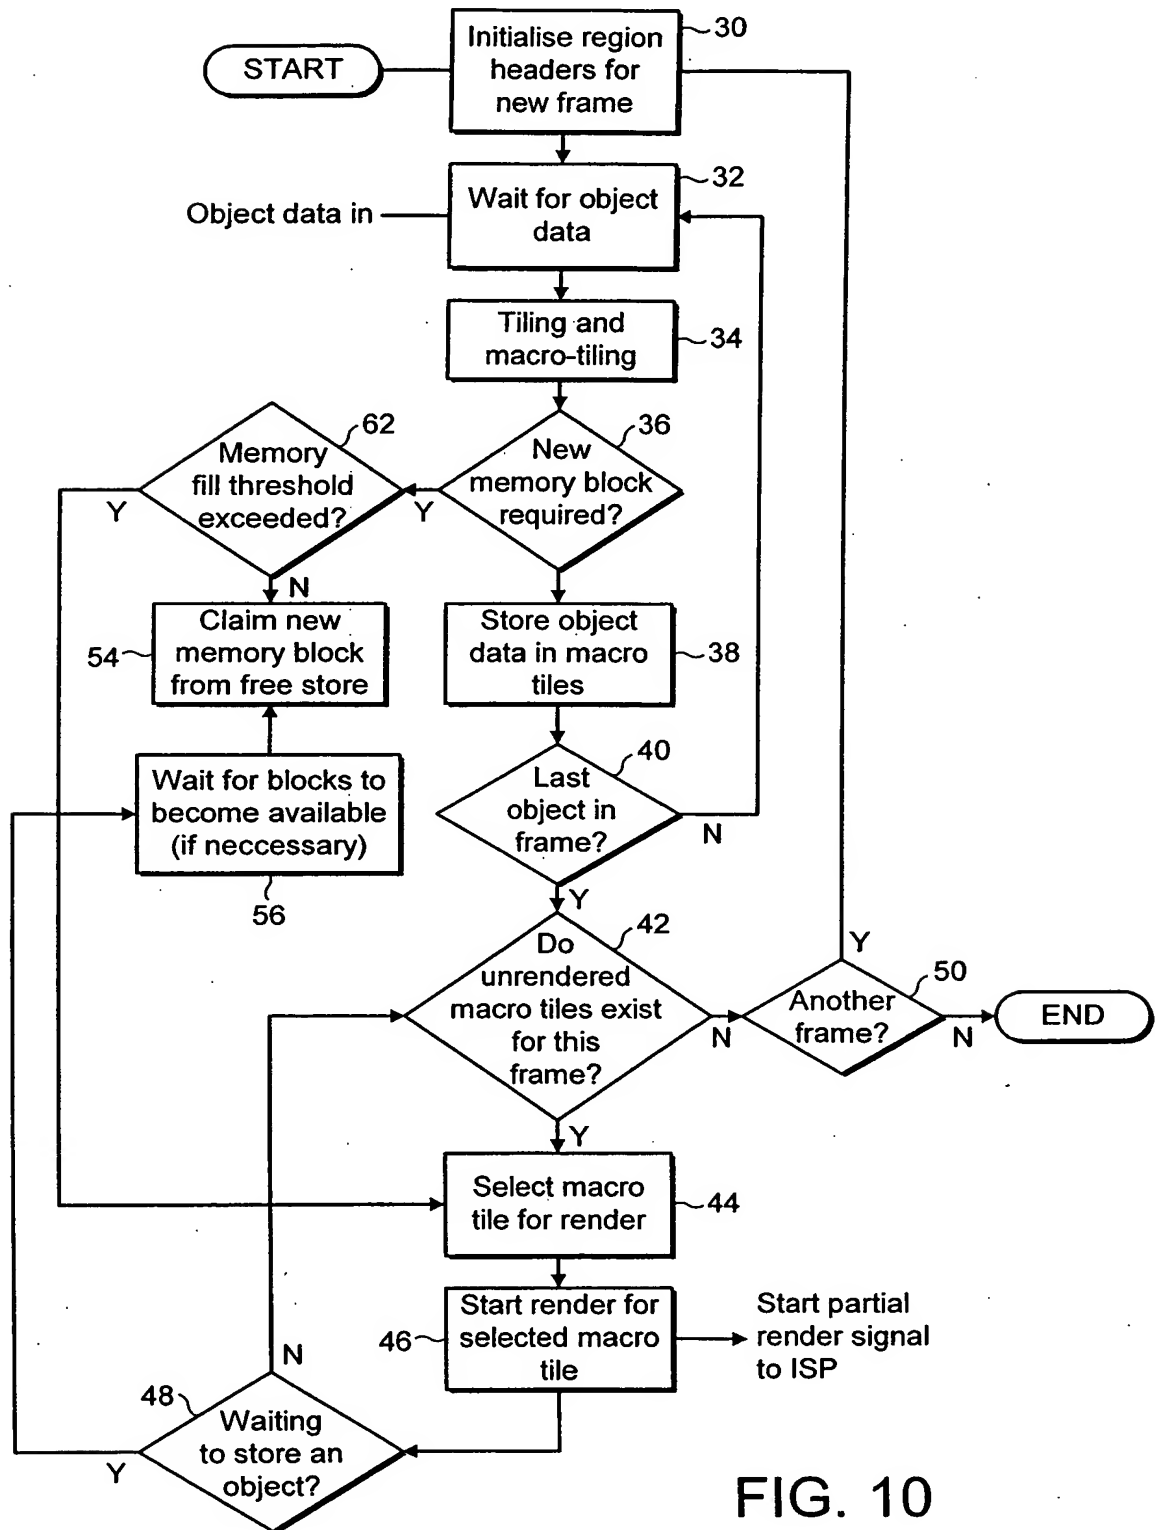 START
Initialise region
headers for
new frame
30
Object data in
Wait for object
data
32
Tiling and
macro-tiling
34
Memory
fill threshold
exceeded?
62
Y
N
New
memory block
required?
36
Y
Claim new
memory block
from free store
54
Store object
data in macro
tiles
38
Wait for blocks to
become available
(if neccessary)
56
Last
object in
frame?
40
N
Y
Do
unrendered
macro tiles exist
for this
frame?
42
N
Y
Another
frame?
50
Y
N
END
Select macro
tile for render
44
Start render for
selected macro
tile
46
Start partial
render signal
to ISP
Waiting
to store an
object?
48
N
Y
FIG. 10